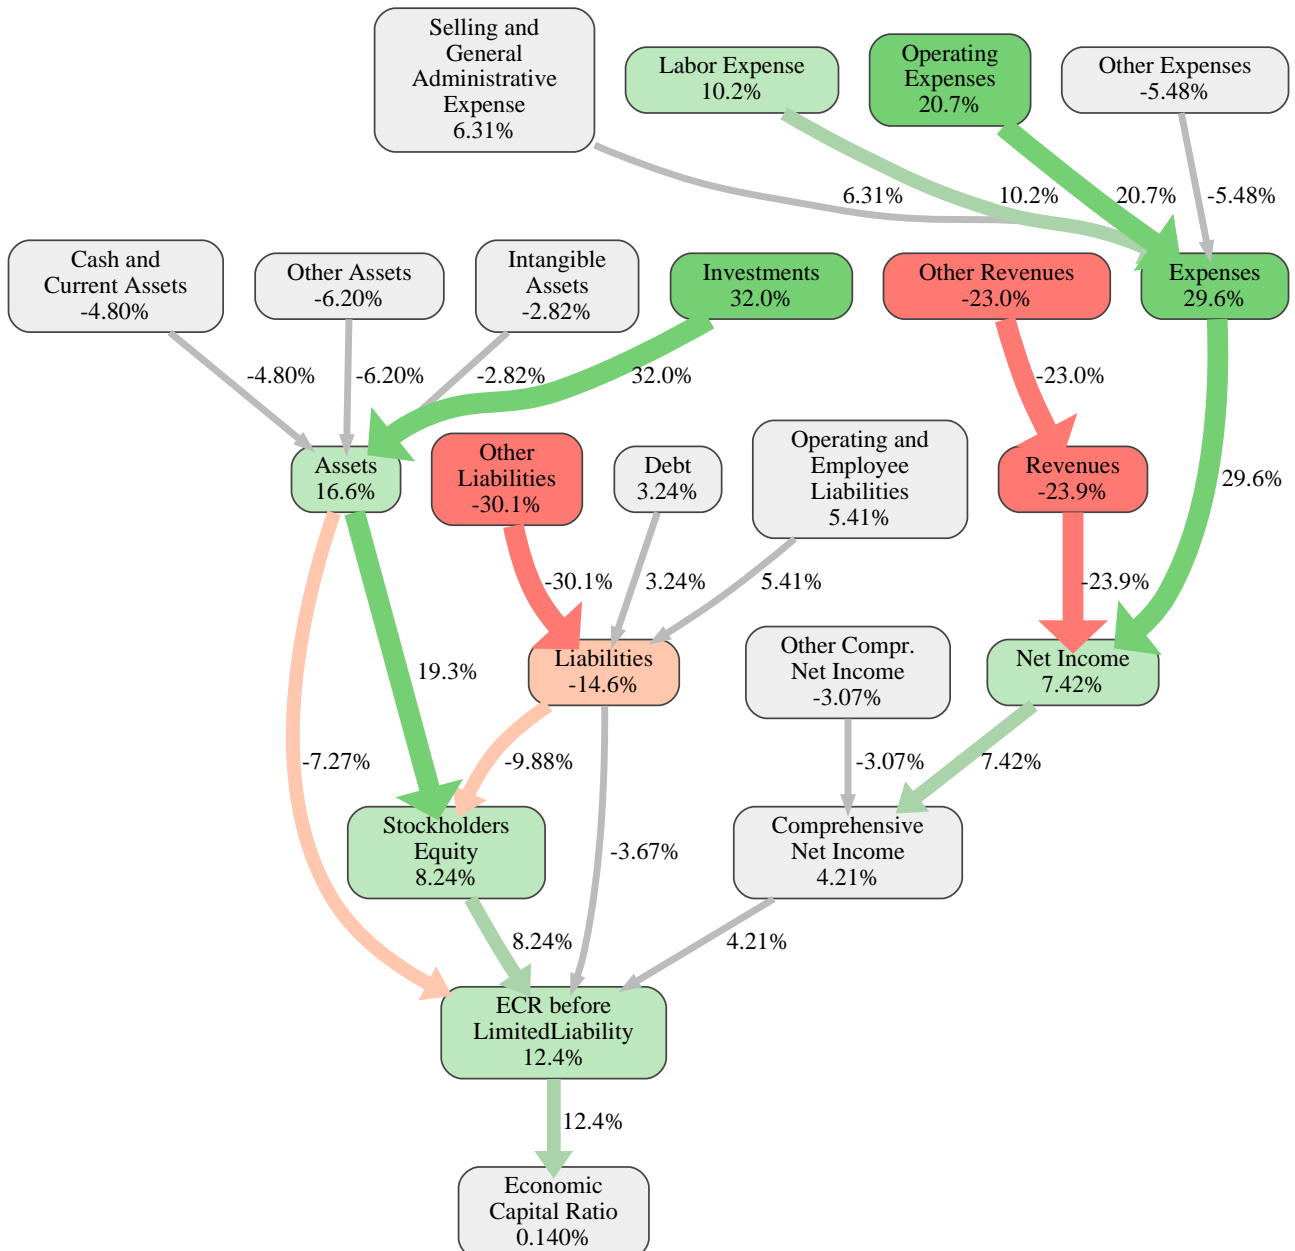 Selling and
General
Administrative
Expense
6.31%
Labor Expense
10.2%
Operating
Expenses
20.7%
Other Expenses
-5.48%
6.31%
10.2%
20.7%
-5.48%
Cash and
Current Assets
-4.80%
Other Assets
-6.20%
Intangible
Assets
-2.82%
Investments
32.0%
Other Revenues
-23.0%
Expenses
29.6%
-4.80%
-6.20%
-2.82%
32.0%
-23.0%
29.6%
Assets
16.6%
Other
Liabilities
-30.1%
Debt
3.24%
Operating and
Employee
Liabilities
5.41%
Revenues
-23.9%
-30.1%
3.24%
5.41%
-23.9%
Liabilities
-14.6%
Other Compr.
Net Income
-3.07%
Net Income
7.42%
19.3%
-7.27%
-9.88%
-3.07%
7.42%
Stockholders
Equity
8.24%
-3.67%
Comprehensive
Net Income
4.21%
8.24%
4.21%
ECR before
LimitedLiability
12.4%
12.4%
Economic
Capital Ratio
0.140%